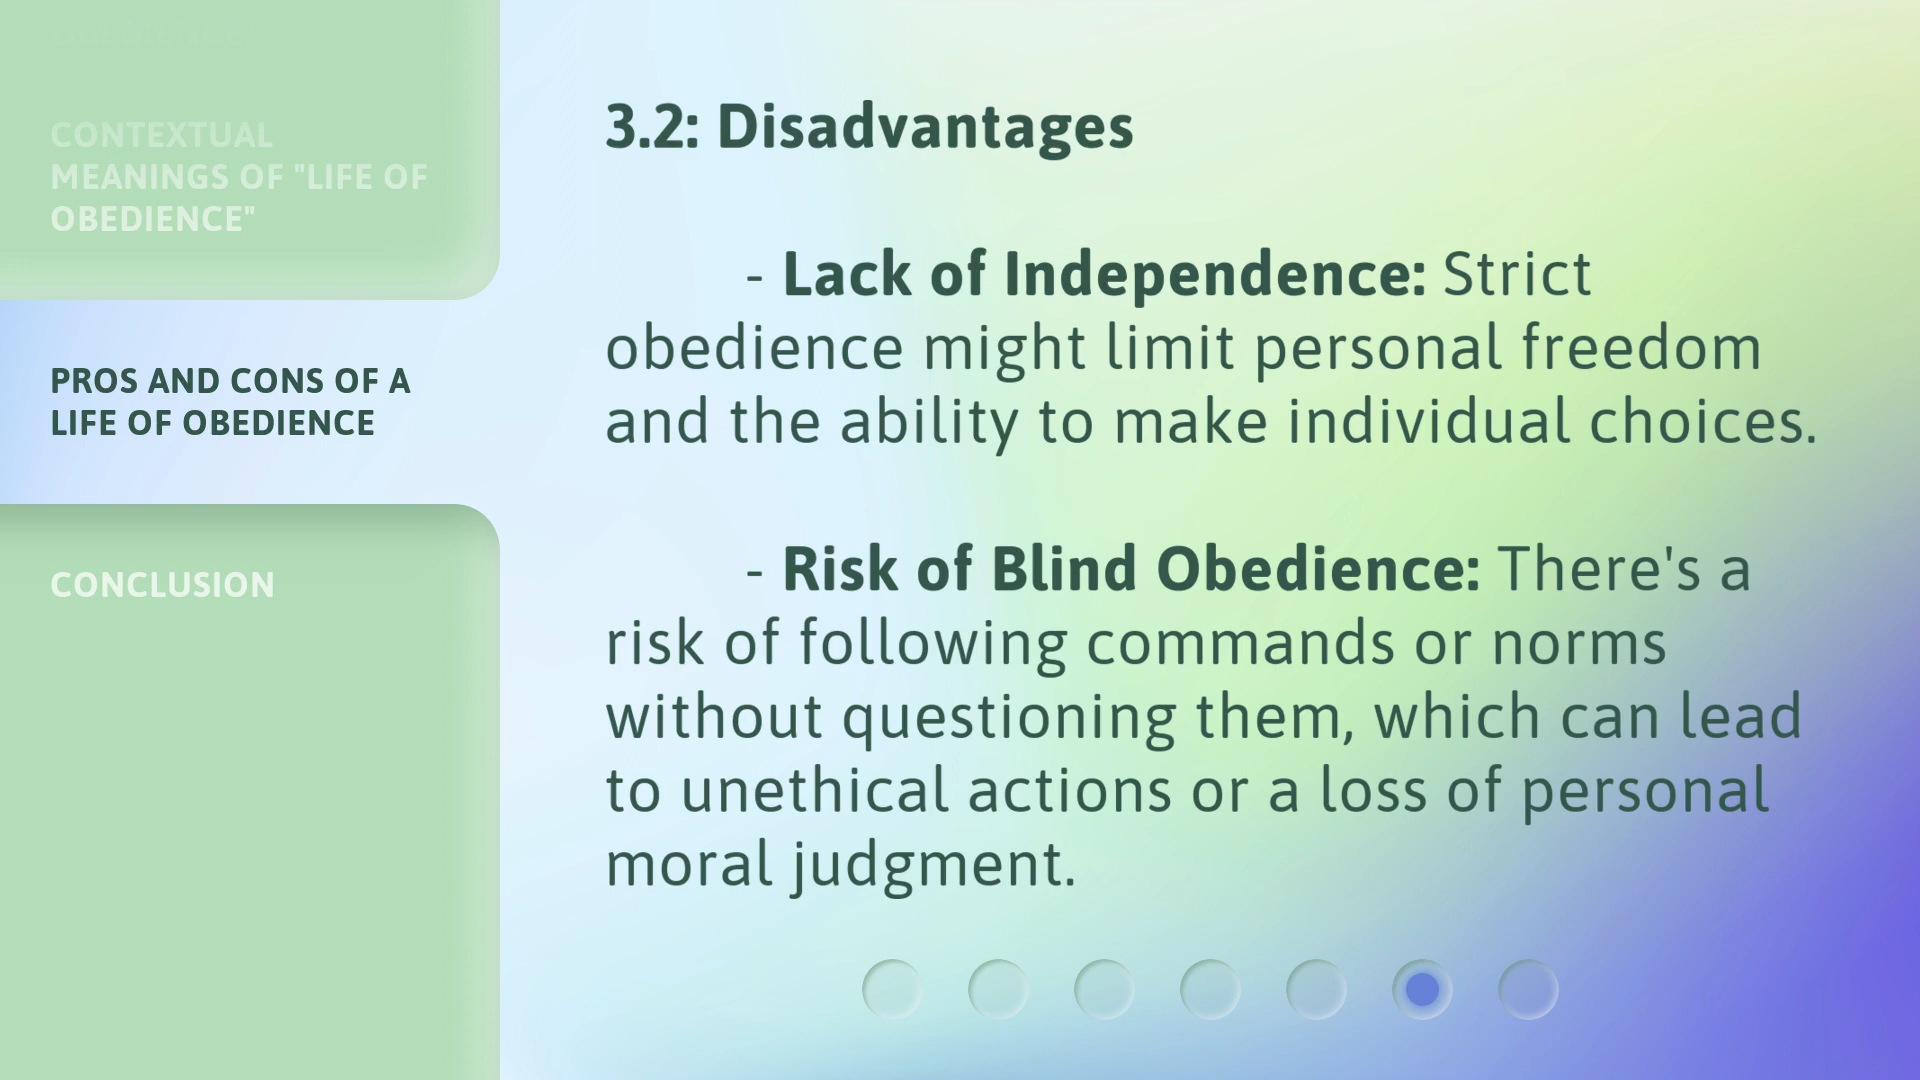 CONTEXTUAL
MEANINGS OF "LIFE OF
OBEDIENCE"
PROS AND CONS OF A
LIFE OF OBEDIENCE
CONCLUSION
3.2: Disadvantages
- Lack of Independence: Strict
obedience might limit personal freedom
and the ability to make individual choices.
- Risk of Blind Obedience: There's a
risk of following commands or norms
without questioning them, which can lead
to unethical actions or a loss of personal
moral judgment.